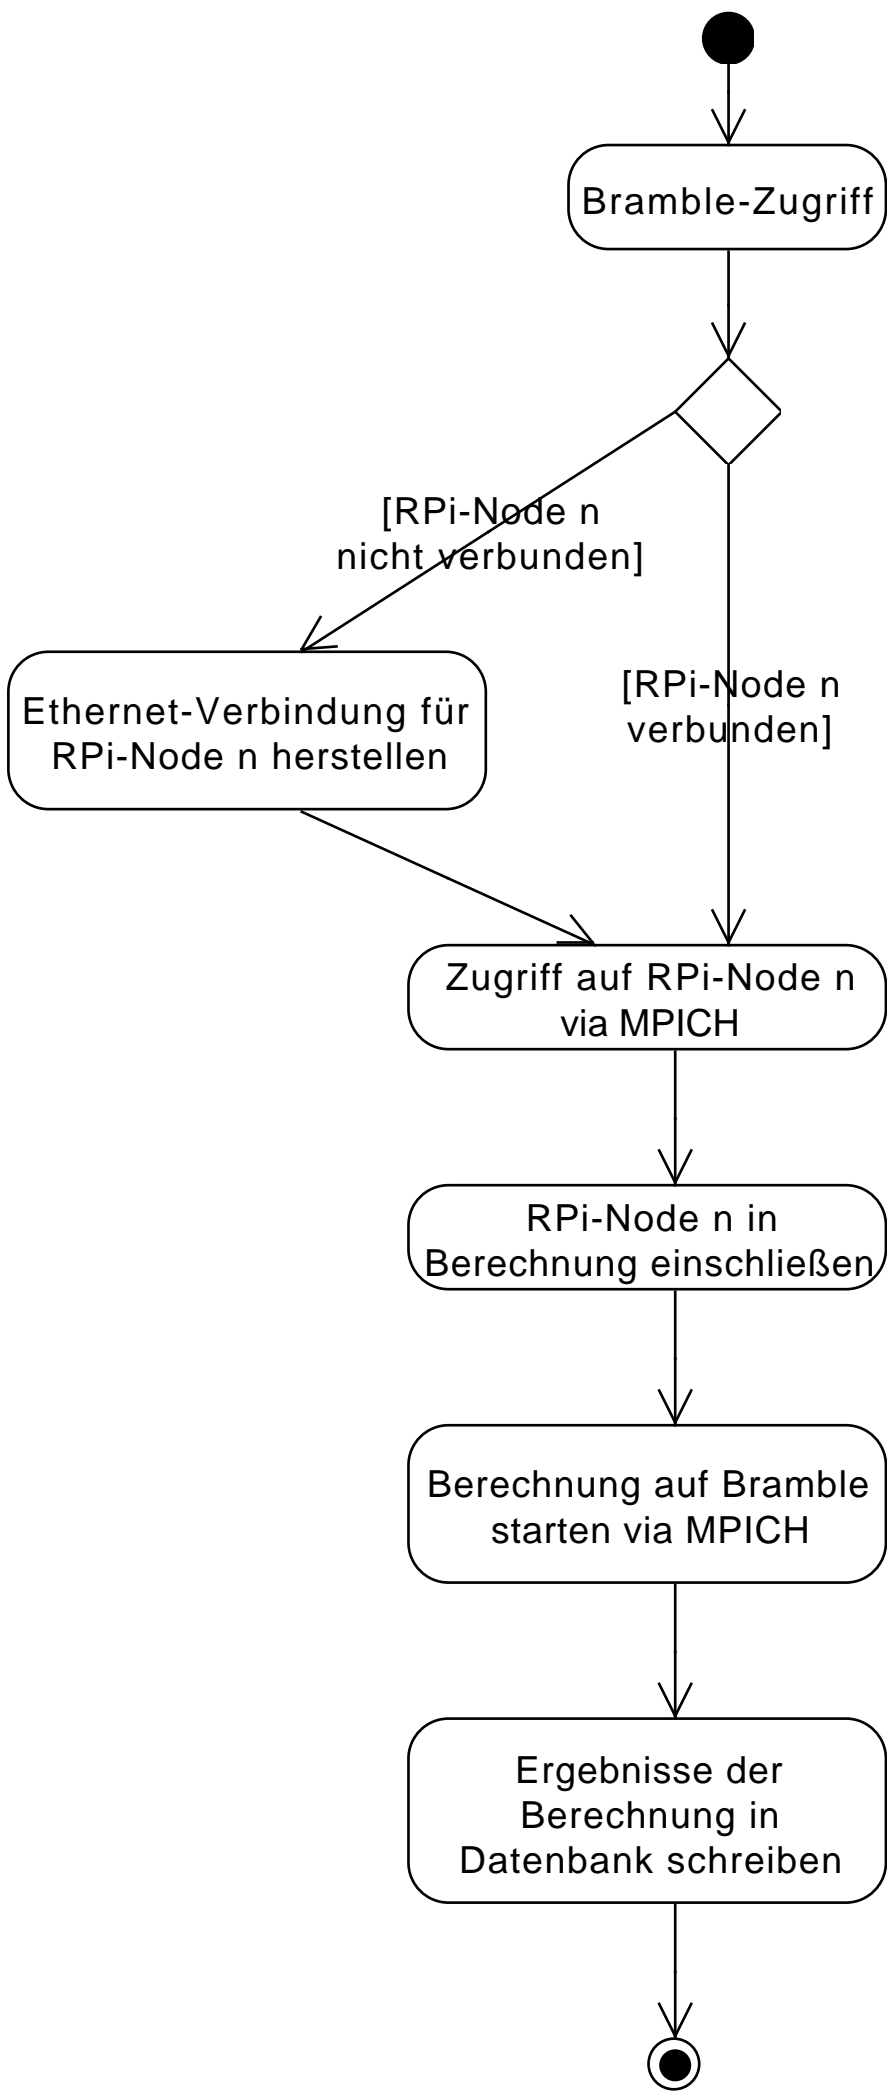 Bramble-Zugriff
[RPi-Node n
nicht verbunden]
[RPi-Node n
verbunden]
Ethernet-Verbindung für
RPi-Node n herstellen
Zugriff auf RPi-Node n
via MPICH
RPi-Node n in
Berechnung einschließen
Berechnung auf Bramble
starten via MPICH
Ergebnisse der
Berechnung in
Datenbank schreiben